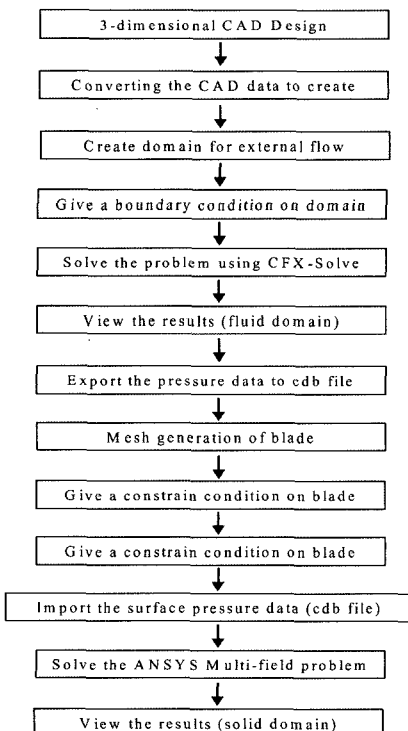 3-dimensional CAD Design
Converting the CAD data to create
Create domain for external flow
Give a boundary condition on domain
Solve the problem using CFX-Solve
View the results (fluid domain)
Export the pressure data to cdb file
Mesh generation of blade
Give a constrain condition on blade
Give a constrain condition on blade
Import the surface pressure data (cdb file)
Solve the ANSYS Multi-field problem
View the results (solid domain)